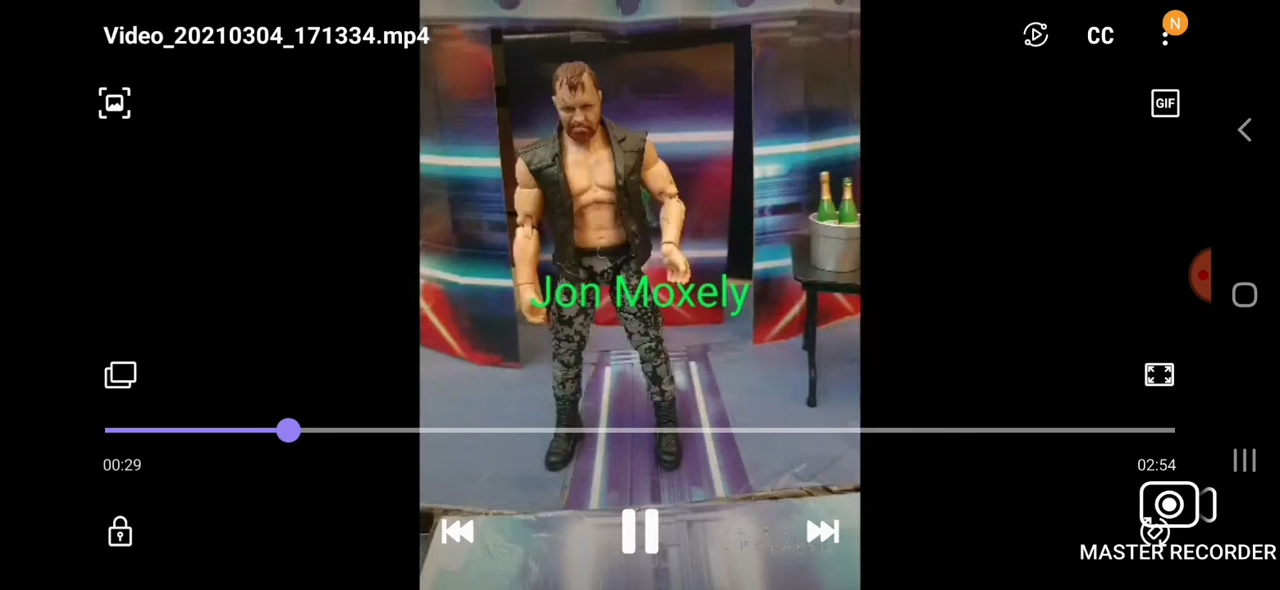 Video_20210304_171334.mp4
CC
N
GIF
Jon Moxely
00:29
02:54
MASTER RECORDER